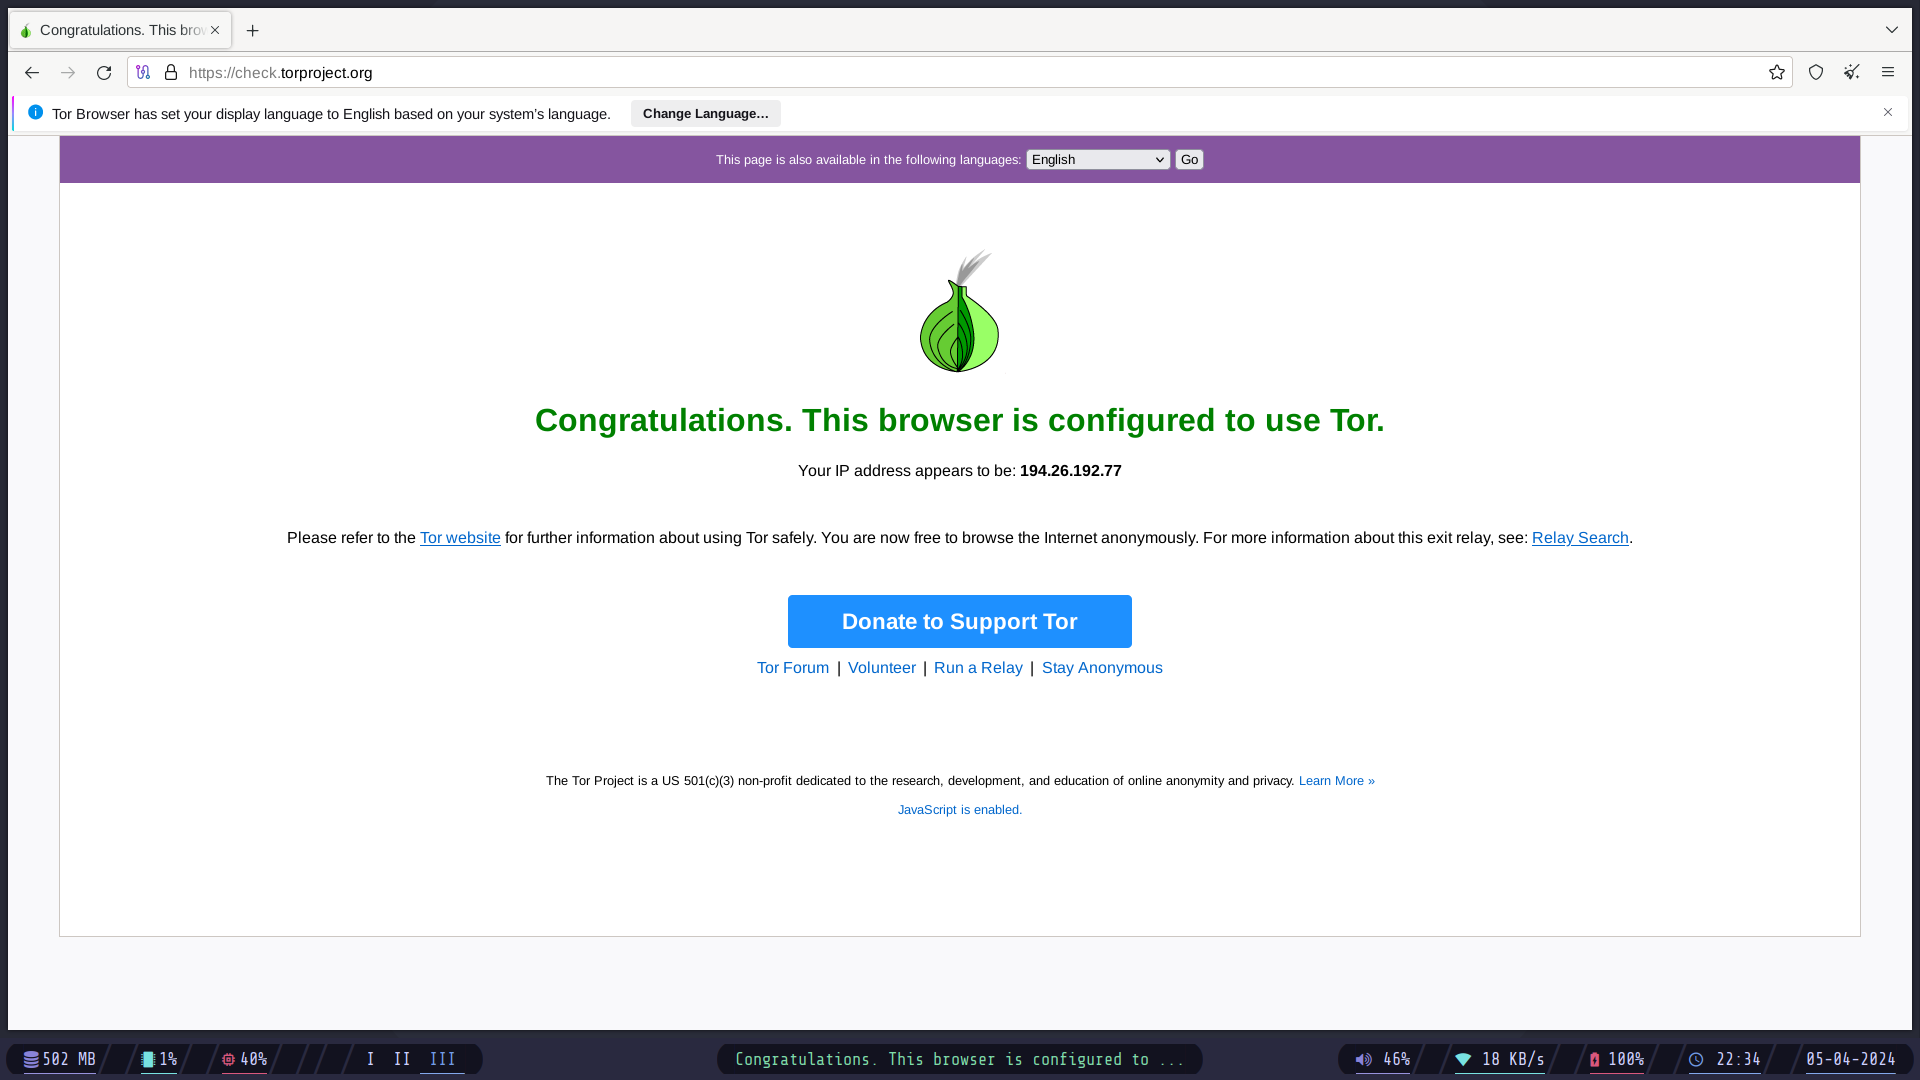 Congratulations. This brow
https://check.torproject.org
Tor Browser has set your display language to English based on your system's language.
Change Language...
This page is also available in the following languages:
English
Go
Congratulations. This browser is configured to use Tor.
Your IP address appears to be: 194.26.192.77
Please refer to the Tor website for further information about using Tor safely. You are now free to browse the Internet anonymously. For more information about this exit relay, see: Relay Search.
Donate to Support Tor
Tor Forum | Volunteer | Run a Relay | Stay Anonymous
The Tor Project is a US 501(c)(3) non-profit dedicated to the research, development, and education of online anonymity and privacy. Learn More »
JavaScript is enabled.
502 MB
1%
40%
I II III
Congratulations. This browser is configured to ...
46%
18 KB/s
100%
22:34
05-04-2024